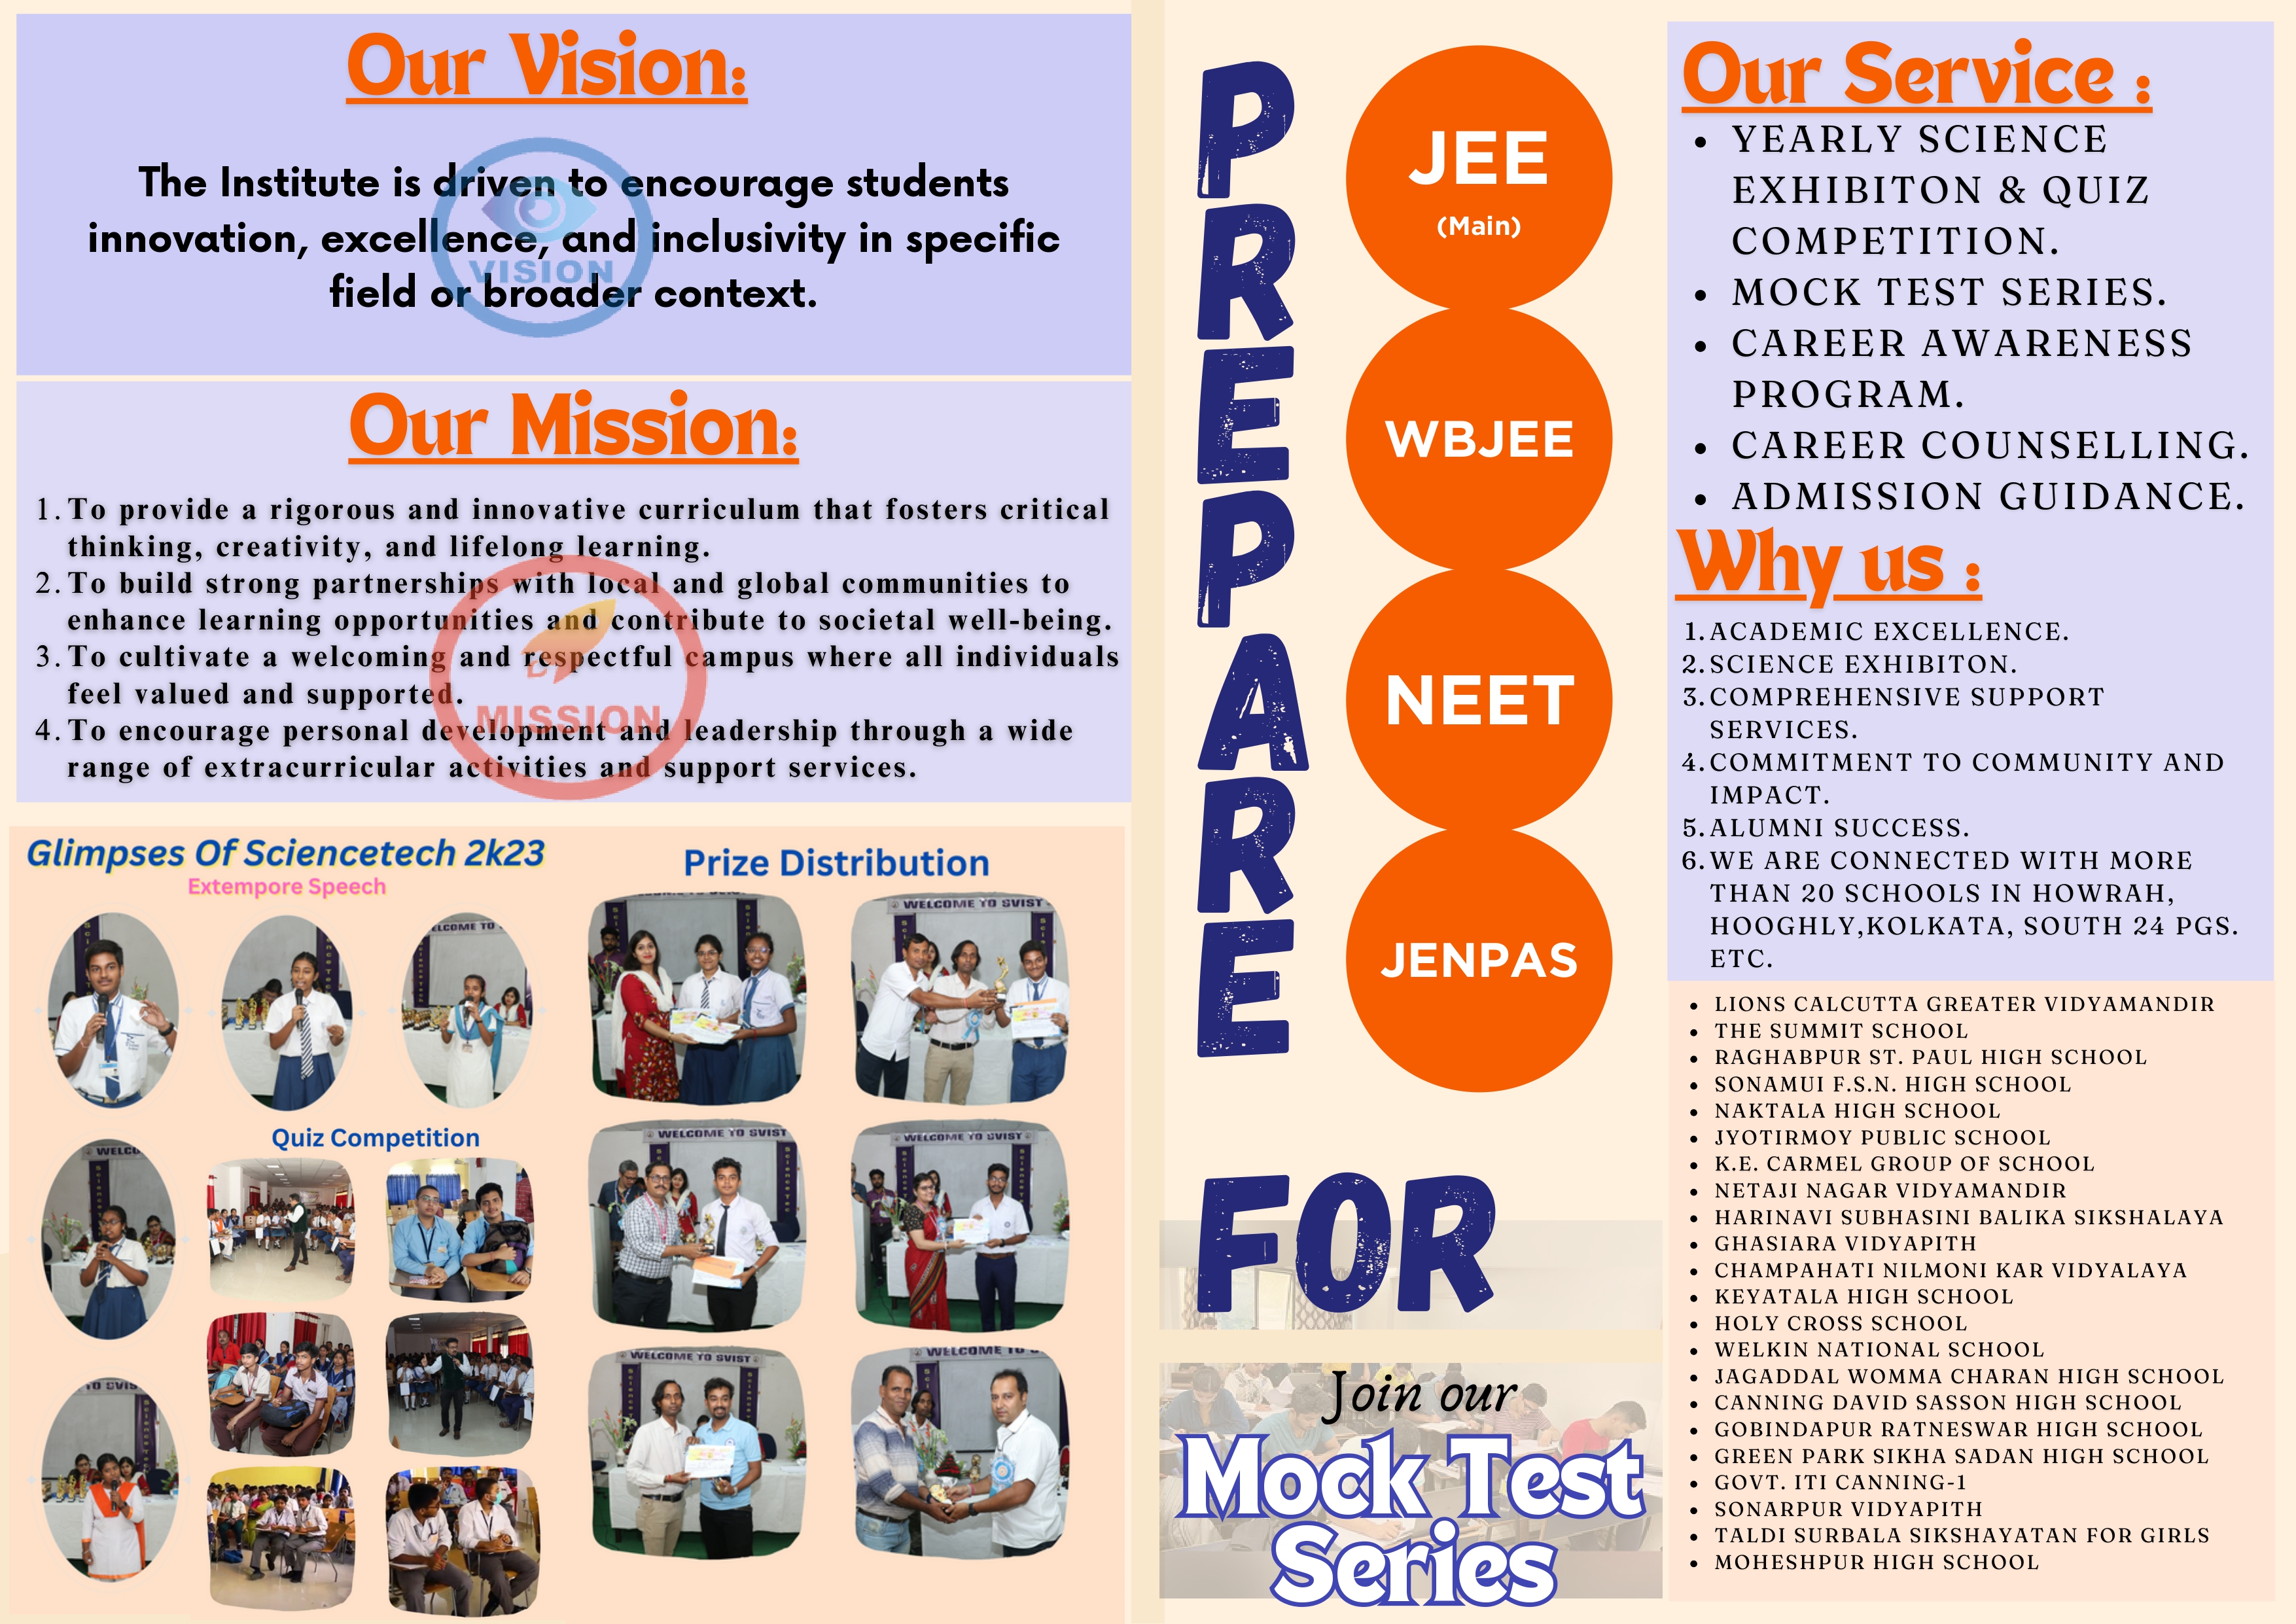 Our Vision:
The Institute is driven to encourage students
innovation, excellence, and inclusivity in specific
field or broader context.
VISION
Our Mission:
1. To provide a rigorous and innovative curriculum that fosters critical
thinking, creativity, and lifelong learning.
2. To build strong partnerships with local and global communities to
enhance learning opportunities and contribute to societal well-being.
3. To cultivate a welcoming and respectful campus where all individuals
feel valued and supported.
4. To encourage personal development and leadership through a wide
range of extracurricular activities and support services.
MISSION
Glimpses Of Sciencetech 2k23
Extempore Speech
Quiz Competition
Prize Distribution
WELCOME TO SVIST
WELCOME TO SVIST
WELCOME TO SVIST
WELCOME TO SVIST
PREPARE
FOR
JEE
(Main)
WBJEE
NEET
JENPAS
Join our
Mock Test
Series
Our Service :
• YEARLY SCIENCE
EXHIBITON & QUIZ
COMPETITION.
• MOCK TEST SERIES.
• CAREER AWARENESS
PROGRAM.
• CAREER COUNSELLING.
• ADMISSION GUIDANCE.
Why us :
1. ACADEMIC EXCELLENCE.
2. SCIENCE EXHIBITON.
3. COMPREHENSIVE SUPPORT
SERVICES.
4. COMMITMENT TO COMMUNITY AND
IMPACT.
5. ALUMNI SUCCESS.
6. WE ARE CONNECTED WITH MORE
THAN 20 SCHOOLS IN HOWRAH,
HOOGHLY,KOLKATA, SOUTH 24 PGS.
ETC.
• LIONS CALCUTTA GREATER VIDYAMANDIR
• THE SUMMIT SCHOOL
• RAGHABPUR ST. PAUL HIGH SCHOOL
• SONAMUI F.S.N. HIGH SCHOOL
• NAKTALA HIGH SCHOOL
• JYOTIRMOY PUBLIC SCHOOL
• K.E. CARMEL GROUP OF SCHOOL
• NETAJI NAGAR VIDYAMANDIR
• HARINAVI SUBHASINI BALIKA SIKSHALAYA
• GHASIARA VIDYAPITH
• CHAMPAHATI NILMONI KAR VIDYALAYA
• KEYATALA HIGH SCHOOL
• HOLY CROSS SCHOOL
• WELKIN NATIONAL SCHOOL
• JAGADDAL WOMMA CHARAN HIGH SCHOOL
• CANNING DAVID SASSON HIGH SCHOOL
• GOBINDAPUR RATNESWAR HIGH SCHOOL
• GREEN PARK SIKHA SADAN HIGH SCHOOL
• GOVT. ITI CANNING-1
• SONARPUR VIDYAPITH
• TALDI SURBALA SIKSHAYATAN FOR GIRLS
• MOHESHPUR HIGH SCHOOL